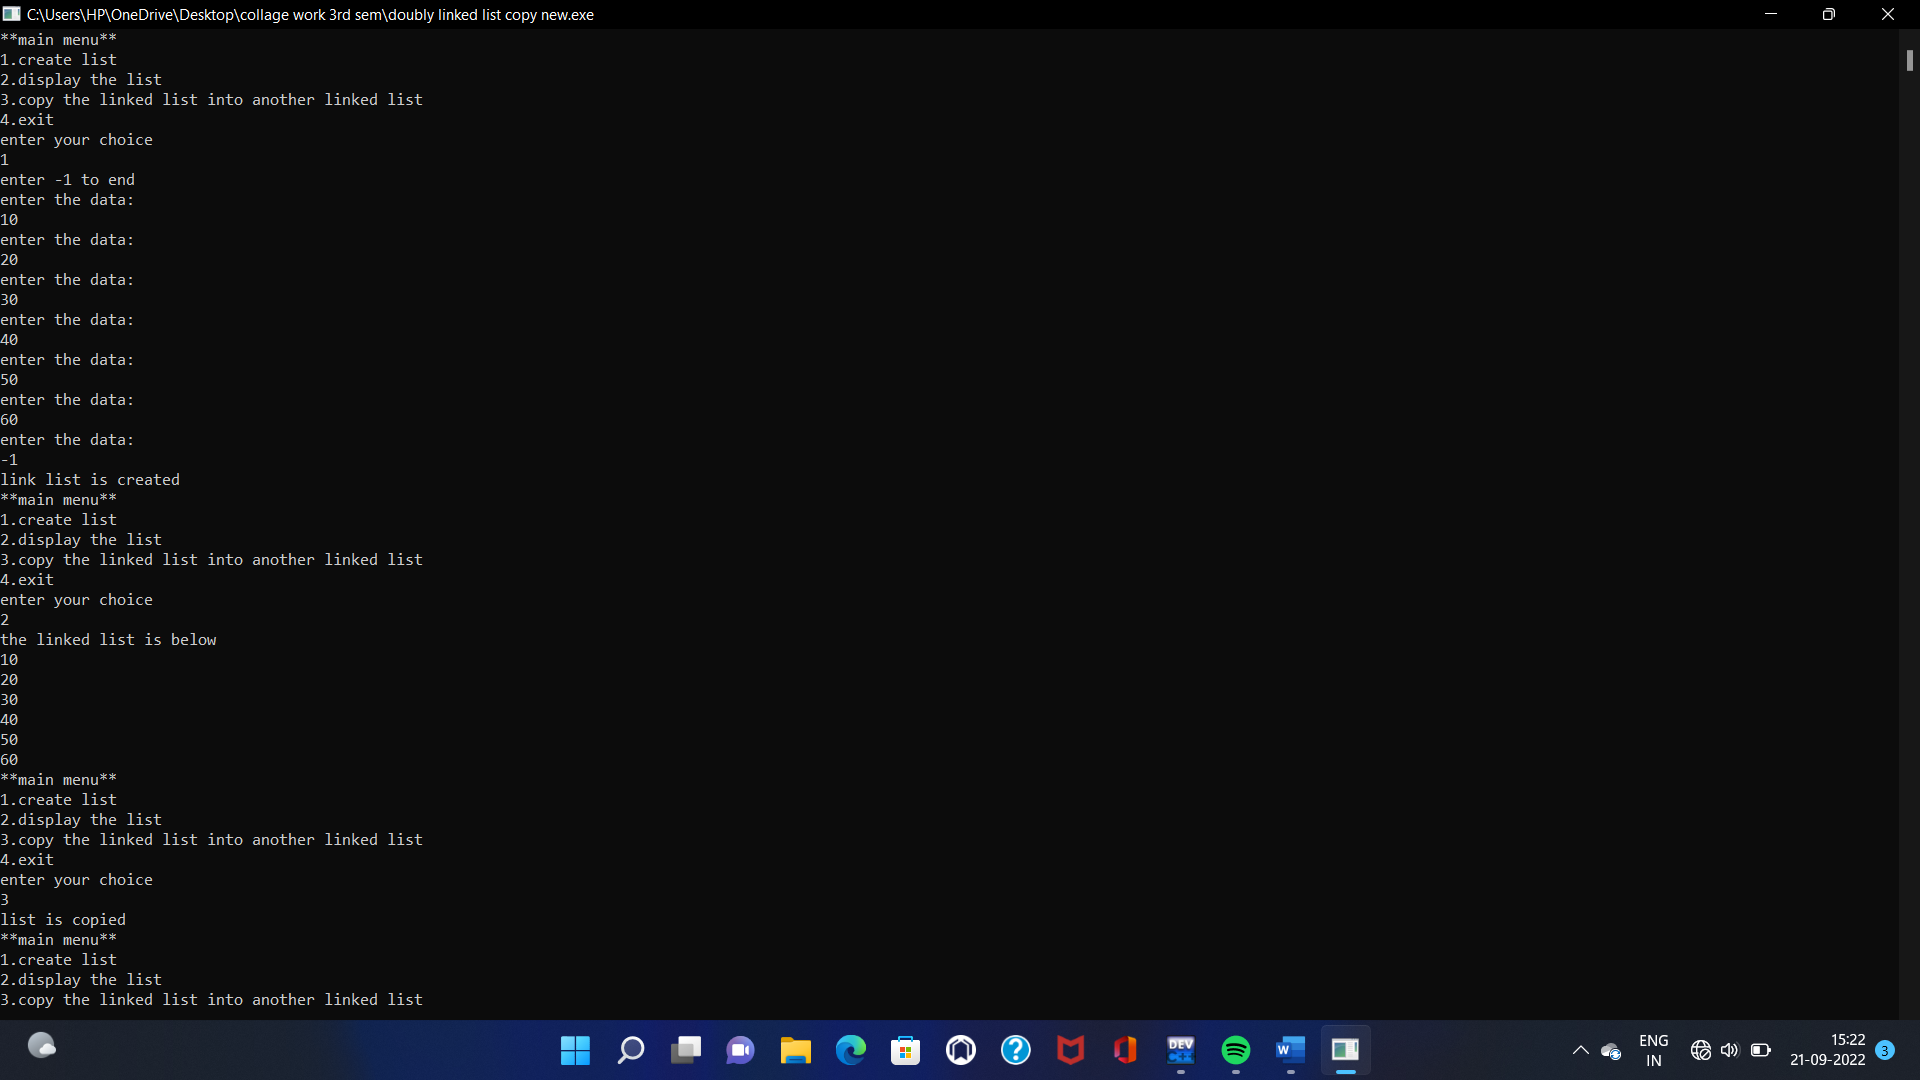 C:\Users\HP\OneDrive\Desktop\collage work 3rd sem\doubly linked list copy new.exe
**main menu**
1.create list
2.display the list
3.copy the linked list into another linked list
4.exit
enter your choice
1
enter -1 to end
enter the data:
10
enter the data:
20
enter the data:
30
enter the data:
40
enter the data:
50
enter the data:
60
enter the data:
-1
link list is created
**main menu**
1.create list
2.display the list
3.copy the linked list into another linked list
4.exit
enter your choice
2
the linked list is below
10
20
30
40
50
60
**main menu**
1.create list
2.display the list
3.copy the linked list into another linked list
4.exit
enter your choice
3
list is copied
**main menu**
1.create list
2.display the list
3.copy the linked list into another linked list
DEV
C++
W
ENG
IN
15:22
21-09-2022
3